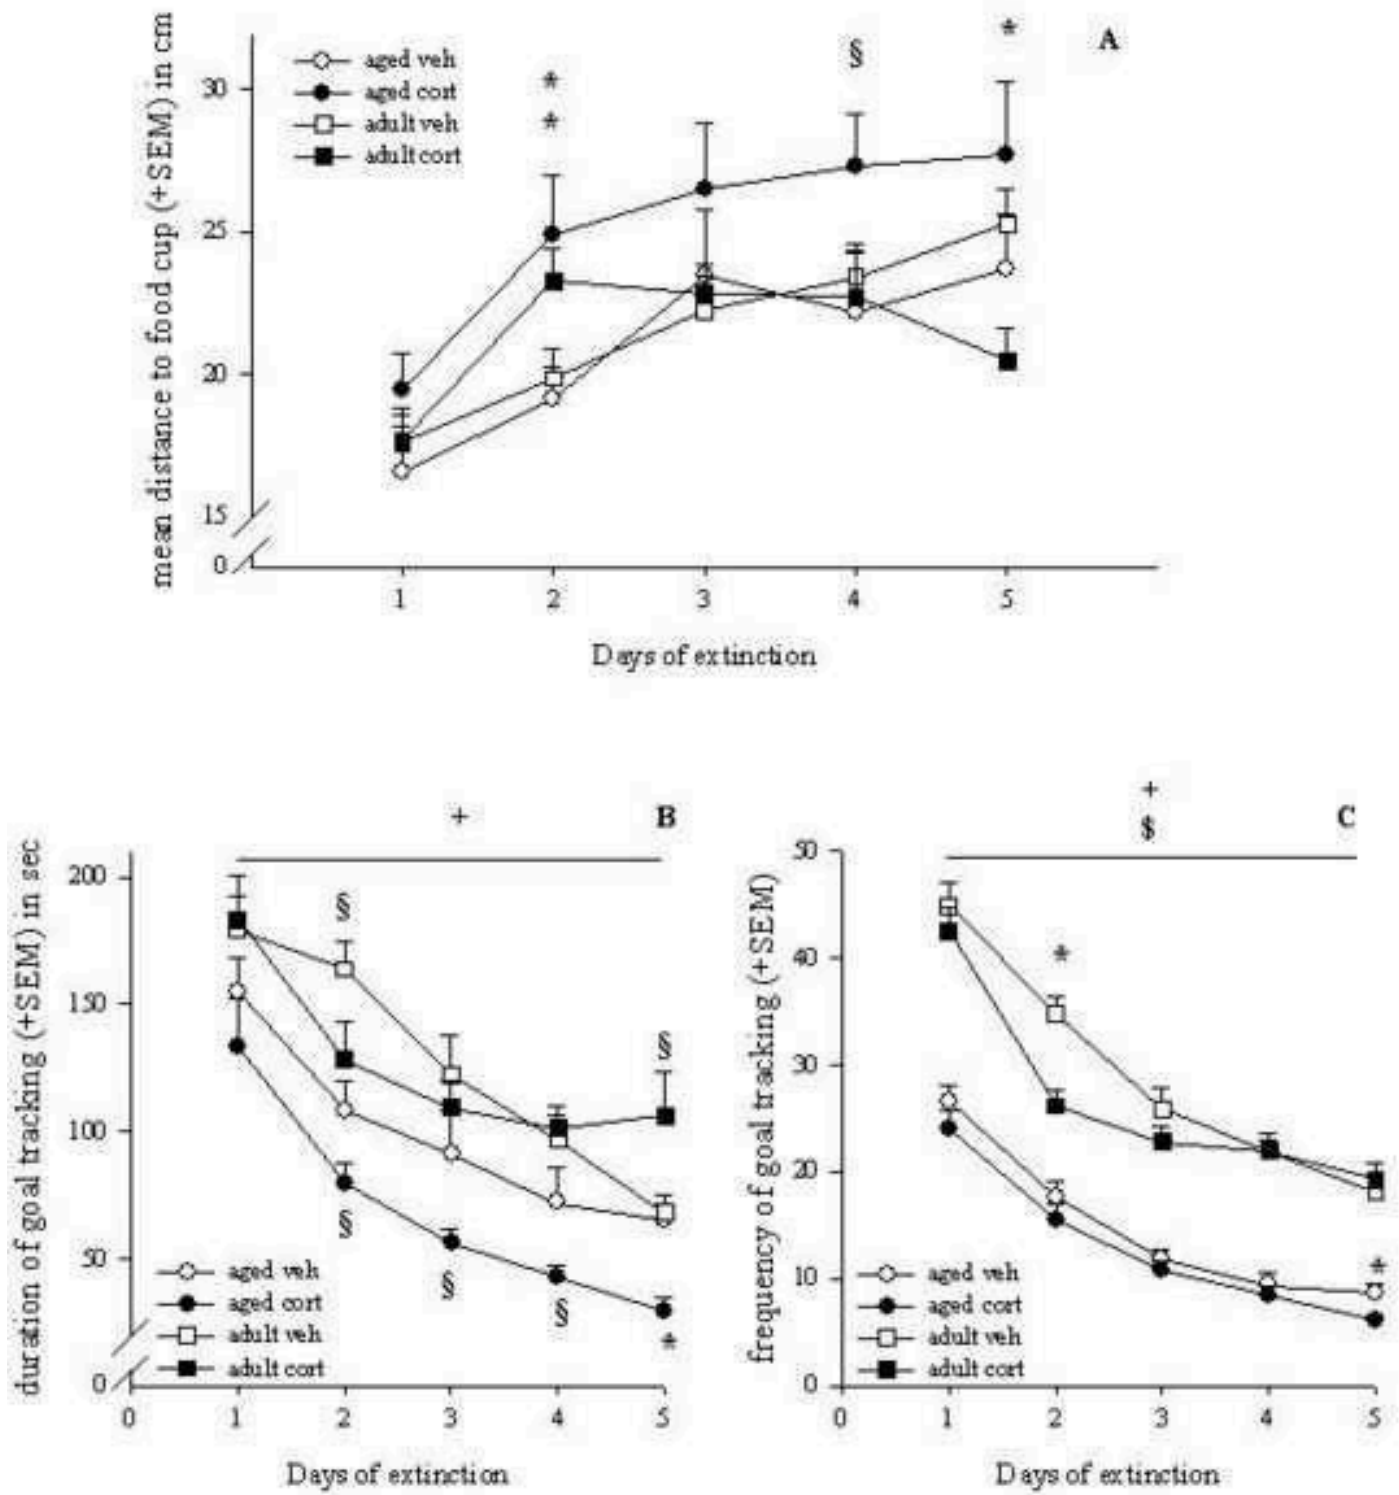 A
aged veh
aged cort
adult veh
adult cort
mean distance to food cup (+SEM) in cm
30
25
20
15
0
*
*
§
*
1 2 3 4 5
Days of extinction
B
+
duration of goal tracking (+SEM) in sec
200
150
100
50
0
§
§
§
§
§
*
aged veh
aged cort
adult veh
adult cort
0 1 2 3 4 5
Days of extinction
C
+
$
frequency of goal tracking (+SEM)
50
40
30
20
10
0
*
*
aged veh
aged cort
adult veh
adult cort
0 1 2 3 4 5
Days of extinction